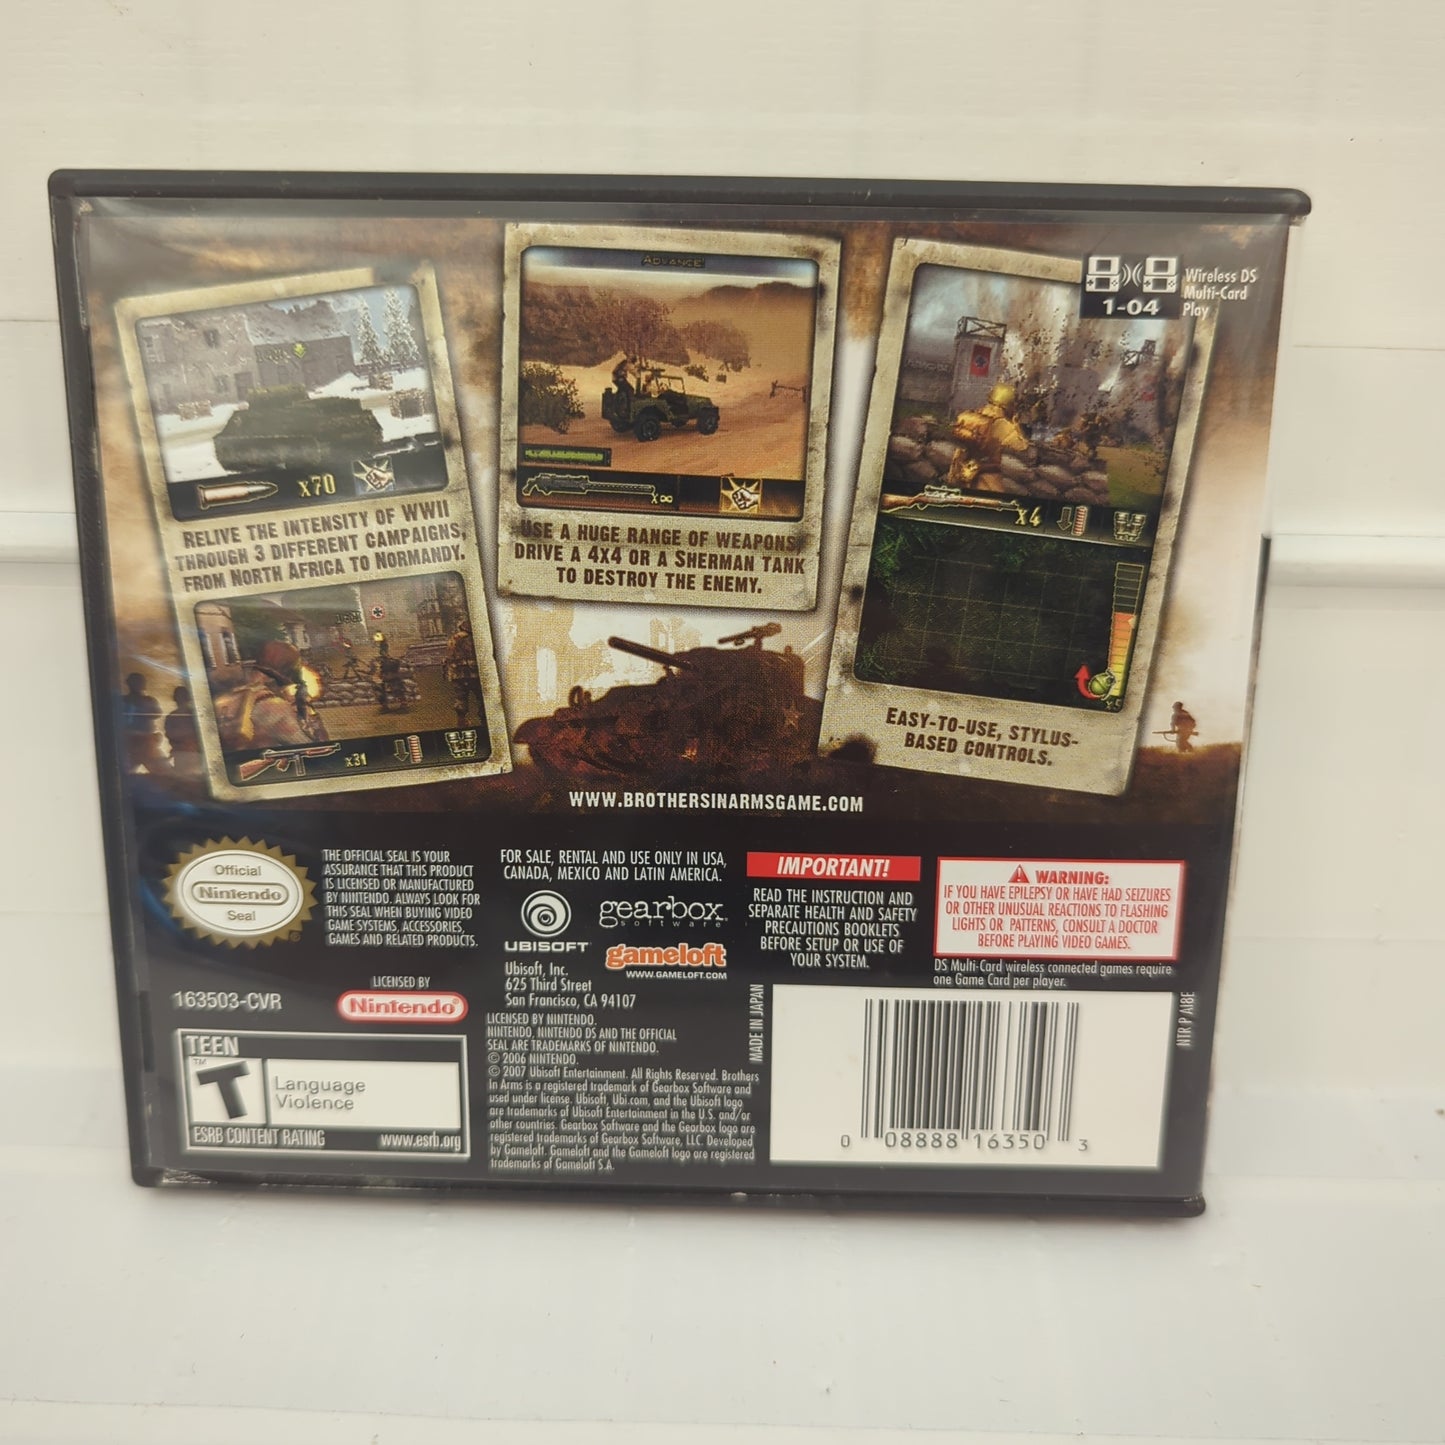 Wireless DS
Multi-Card
Play
1-04
ADVANCE!
x70
RELIVE THE INTENSITY OF WWII
THROUGH 3 DIFFERENT CAMPAIGNS,
FROM NORTH AFRICA TO NORMANDY.
x31
x∞
USE A HUGE RANGE OF WEAPONS,
DRIVE A 4X4 OR A SHERMAN TANK
TO DESTROY THE ENEMY.
x4
x5
EASY-TO-USE, STYLUS-
BASED CONTROLS.
WWW.BROTHERSINARMSGAME.COM
Official
Nintendo
Seal
THE OFFICIAL SEAL IS YOUR
ASSURANCE THAT THIS PRODUCT
IS LICENSED OR MANUFACTURED
BY NINTENDO. ALWAYS LOOK FOR
THIS SEAL WHEN BUYING VIDEO
GAME SYSTEMS, ACCESSORIES,
GAMES AND RELATED PRODUCTS.
163503-CVR
LICENSED BY
Nintendo®
TEEN
T™
Language
Violence
ESRB CONTENT RATING www.esrb.org
FOR SALE, RENTAL AND USE ONLY IN USA,
CANADA, MEXICO AND LATIN AMERICA.
UBISOFT™
gearbox
software
gameloft
WWW.GAMELOFT.COM
Ubisoft, Inc.
625 Third Street
San Francisco, CA 94107
LICENSED BY NINTENDO.
NINTENDO, NINTENDO DS AND THE OFFICIAL
SEAL ARE TRADEMARKS OF NINTENDO.
© 2006 NINTENDO.
© 2007 Ubisoft Entertainment. All Rights Reserved. Brothers
In Arms is a registered trademark of Gearbox Software and
used under license. Ubisoft, Ubi.com, and the Ubisoft logo
are trademarks of Ubisoft Entertainment in the U.S. and/or
other countries. Gearbox Software and the Gearbox logo are
registered trademarks of Gearbox Software, LLC. Developed
by Gameloft. Gameloft and the Gameloft logo are registered
trademarks of Gameloft S.A.
IMPORTANT!
READ THE INSTRUCTION AND
SEPARATE HEALTH AND SAFETY
PRECAUTIONS BOOKLETS
BEFORE SETUP OR USE OF
YOUR SYSTEM.
WARNING:
IF YOU HAVE EPILEPSY OR HAVE HAD SEIZURES
OR OTHER UNUSUAL REACTIONS TO FLASHING
LIGHTS OR PATTERNS, CONSULT A DOCTOR
BEFORE PLAYING VIDEO GAMES.
DS Multi-Card wireless connected games require
one Game Card per player.
MADE IN JAPAN
0 08888 16350 3
NTR P AI8E